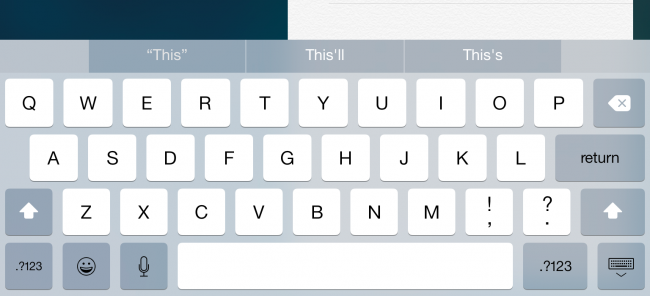 “This” This'll This's
Q W E R T Y U I O P
A S D F G H J K L return
Z X C V B N M ! , ? .
.?123 .?123